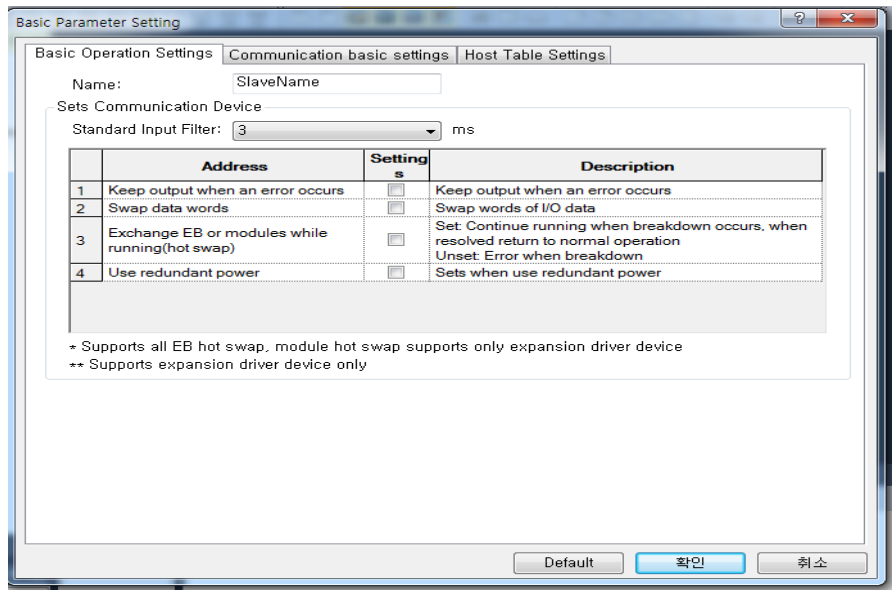 Basic Parameter Setting
Basic Operation Settings
Communication basic settings
Host Table Settings
Name:
SlaveName
Sets Communication Device
Standard Input Filter:
3
ms
Address
Setting
s
Description
1
Keep output when an error occurs
Keep output when an error occurs
2
Swap data words
Swap words of I/O data
3
Exchange EB or modules while
running(hot swap)
Set: Continue running when breakdown occurs, when
resolved return to normal operation
Unset: Error when breakdown
4
Use redundant power
Sets when use redundant power
* Supports all EB hot swap, module hot swap supports only expansion driver device
** Supports expansion driver device only
Default
확인
취소